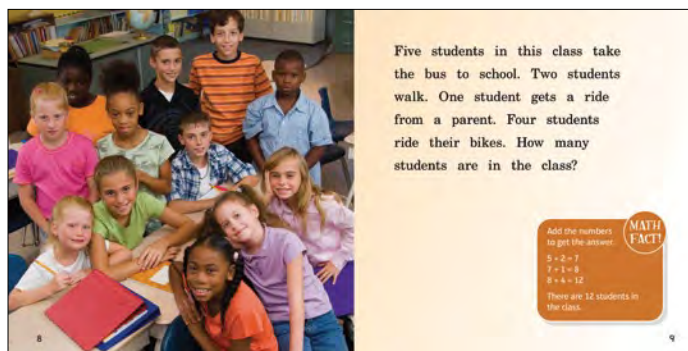 Five students in this class take
the bus to school. Two students
walk. One student gets a ride
from a parent. Four students
ride their bikes. How many
students are in the class?
MATH
FACT!
Add the numbers
to get the answer.
5 + 2 = 7
7 + 1 = 8
8 + 4 = 12
There are 12 students in
the class.
8
9